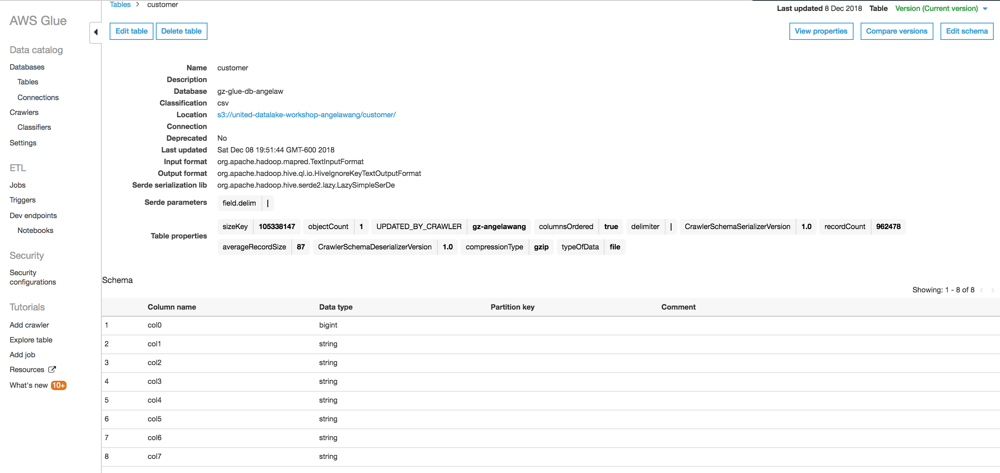 Tables > customer
Last updated 8 Dec 2018 Table Version (Current version)
AWS Glue
Edit table Delete table
View properties Compare versions Edit schema
Data catalog
Databases
Tables
Connections
Crawlers
Classifiers
Settings
ETL
Jobs
Triggers
Dev endpoints
Notebooks
Security
Security
configurations
Tutorials
Add crawler
Explore table
Add job
Resources
What's new 10+
Name customer
Description
Database gz-glue-db-angelaw
Classification csv
Location s3://united-datalake-workshop-angelawang/customer/
Connection
Deprecated No
Last updated Sat Dec 08 19:51:44 GMT-600 2018
Input format org.apache.hadoop.mapred.TextInputFormat
Output format org.apache.hadoop.hive.ql.io.HiveIgnoreKeyTextOutputFormat
Serde serialization lib org.apache.hadoop.hive.serde2.lazy.LazySimpleSerDe
Serde parameters field.delim |
Table properties
sizeKey 105338147 objectCount 1 UPDATED_BY_CRAWLER gz-angelawang columnsOrdered true delimiter | CrawlerSchemaSerializerVersion 1.0 recordCount 962478
averageRecordSize 87 CrawlerSchemaDeserializerVersion 1.0 compressionType gzip typeOfData file
Schema
Showing: 1 - 8 of 8 < >
Column name Data type Partition key Comment
1 col0 bigint
2 col1 string
3 col2 string
4 col3 string
5 col4 string
6 col5 string
7 col6 string
8 col7 string